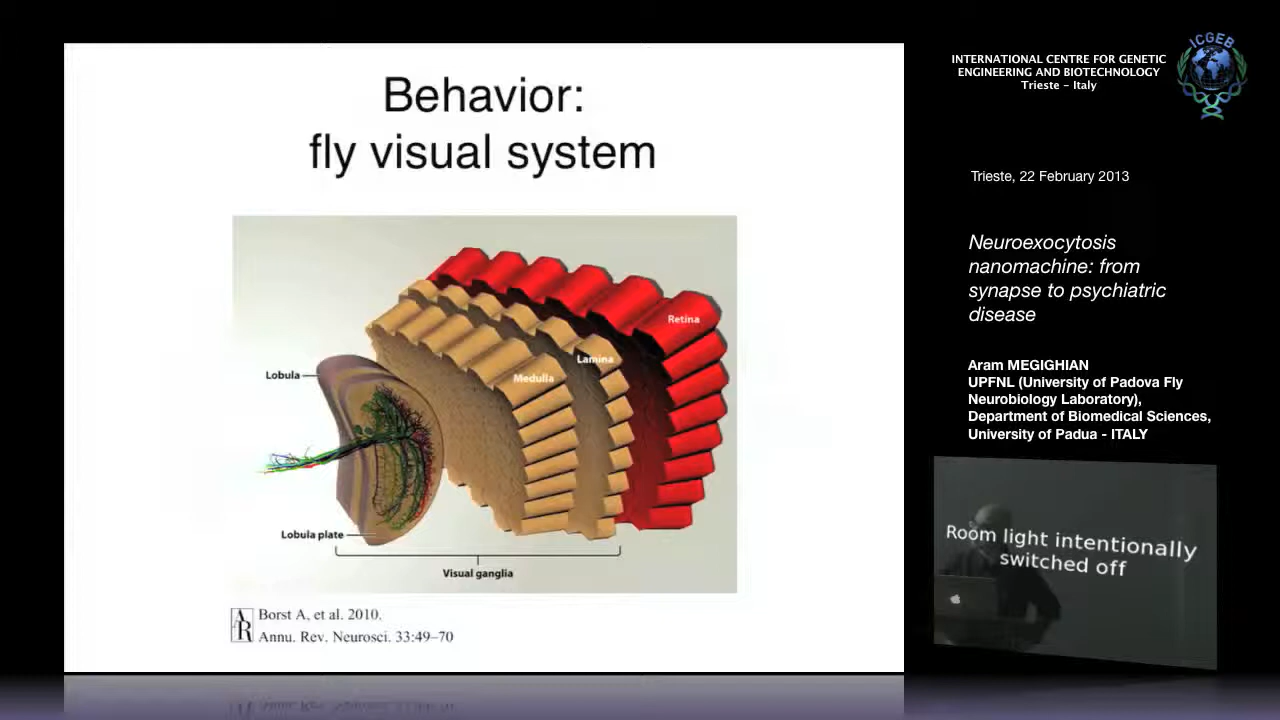 Behavior:
fly visual system
Retina
Lamina
Medulla
Lobula
Lobula plate
Visual ganglia
AR
Borst A, et al. 2010.
Annu. Rev. Neurosci. 33:49–70
ICGEB
INTERNATIONAL CENTRE FOR GENETIC
ENGINEERING AND BIOTECHNOLOGY
Trieste – Italy
Trieste, 22 February 2013
Neuroexocytosis
nanomachine: from
synapse to psychiatric
disease
Aram MEGIGHIAN
UPFNL (University of Padova Fly
Neurobiology Laboratory),
Department of Biomedical Sciences,
University of Padua - ITALY
Room light intentionally
switched off